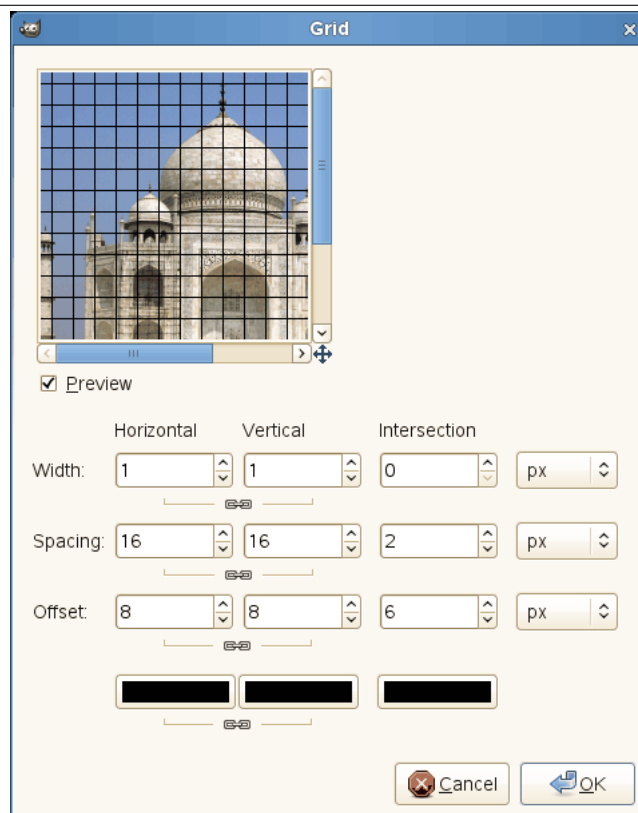 Grid
Preview
Horizontal Vertical Intersection
Width: 1 1 0 px
Spacing: 16 16 2 px
Offset: 8 8 6 px
Cancel OK